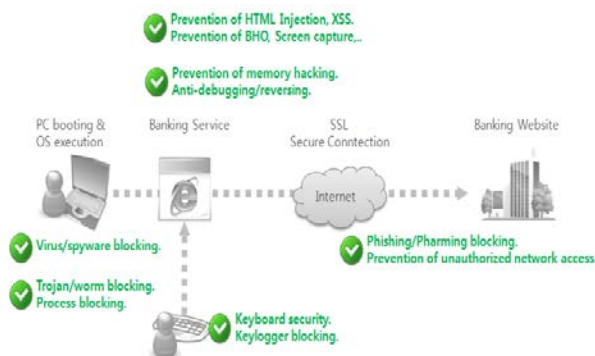 Prevention of HTML Injection, XSS.
Prevention of BHO, Screen capture,..
Prevention of memory hacking.
Anti-debugging/reversing.
PC booting &
OS execution
Banking Service
SSL
Secure Conntection
Banking Website
Internet
Virus/spyware blocking.
Phishing/Pharming blocking.
Prevention of unauthorized network access
Trojan/worm blocking.
Process blocking.
Keyboard security.
Keylogger blocking.